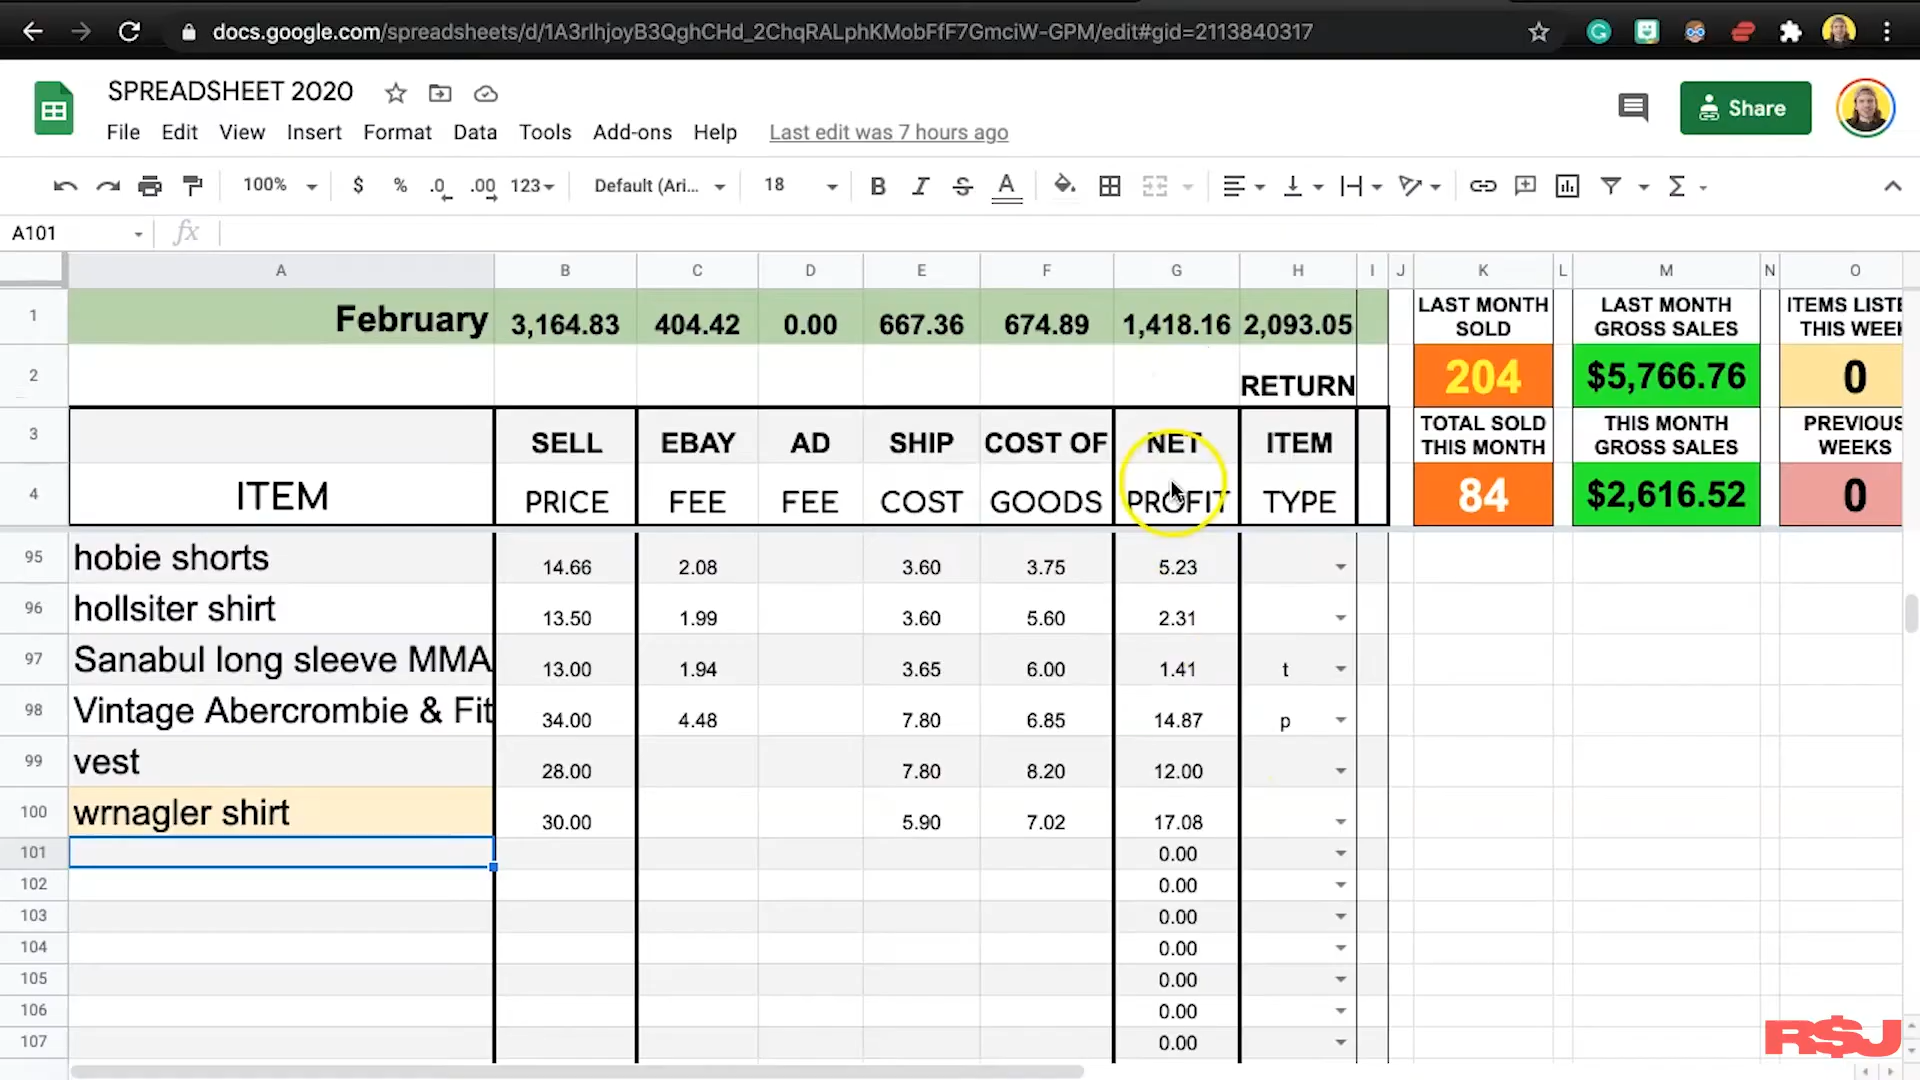 docs.google.com/spreadsheets/d/1A3rlhjoyB3QghCHd_2ChqRALphKMobFfF7GmciW-GPM/edit#gid=2113840317
SPREADSHEET 2020
Share
File Edit View Insert Format Data Tools Add-ons Help Last edit was 7 hours ago
100% $ % .0 .00 123 Default (Ari... 18 B I S A Σ
A101 fx
A B C D E F G H I J K L M N O
1 February 3,164.83 404.42 0.00 667.36 674.89 1,418.16 2,093.05
LAST MONTH SOLD LAST MONTH GROSS SALES ITEMS LISTE THIS WEEK
2 RETURN 204 $5,766.76 0
3 SELL EBAY AD SHIP COST OF NET ITEM
TOTAL SOLD THIS MONTH THIS MONTH GROSS SALES PREVIOUS WEEKS
4 ITEM PRICE FEE FEE COST GOODS PROFIT TYPE 84 $2,616.52 0
95 hobie shorts 14.66 2.08 3.60 3.75 5.23
96 hollsiter shirt 13.50 1.99 3.60 5.60 2.31
97 Sanabul long sleeve MMA 13.00 1.94 3.65 6.00 1.41 t
98 Vintage Abercrombie & Fit 34.00 4.48 7.80 6.85 14.87 p
99 vest 28.00 7.80 8.20 12.00
100 wrnagler shirt 30.00 5.90 7.02 17.08
101 0.00
102 0.00
103 0.00
104 0.00
105 0.00
106 0.00
107 0.00
R$J